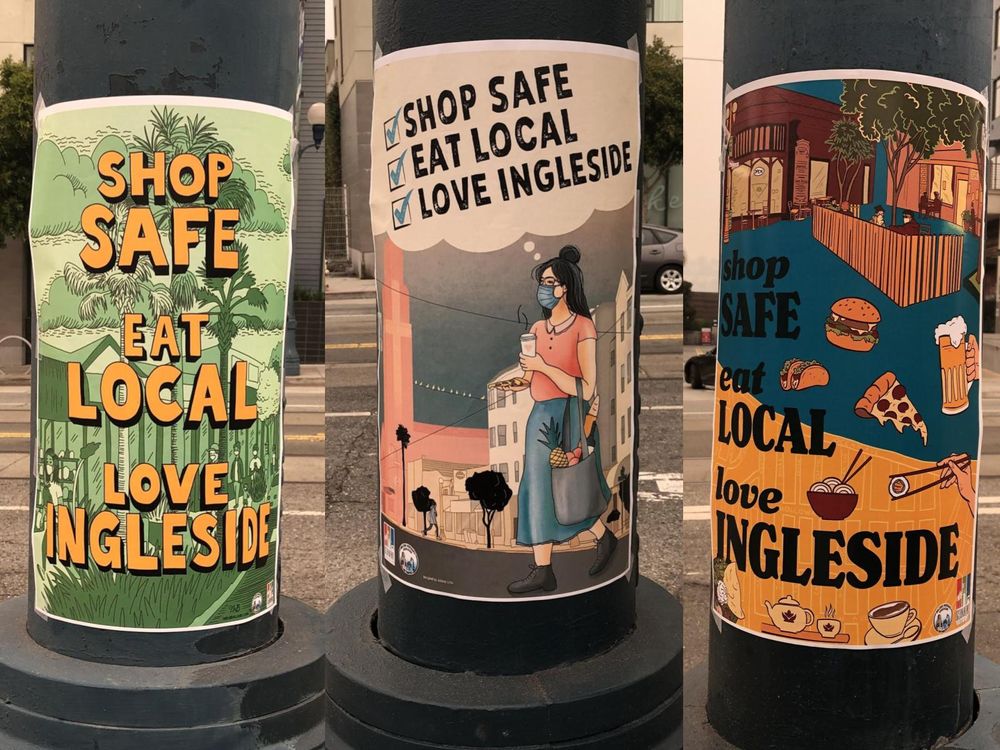 SHOP
SAFE
EAT
LOCAL
LOVE
INGLESIDE
SHOP SAFE
EAT LOCAL
LOVE INGLESIDE
shop
SAFE
eat
LOCAL
love
INGLESIDE